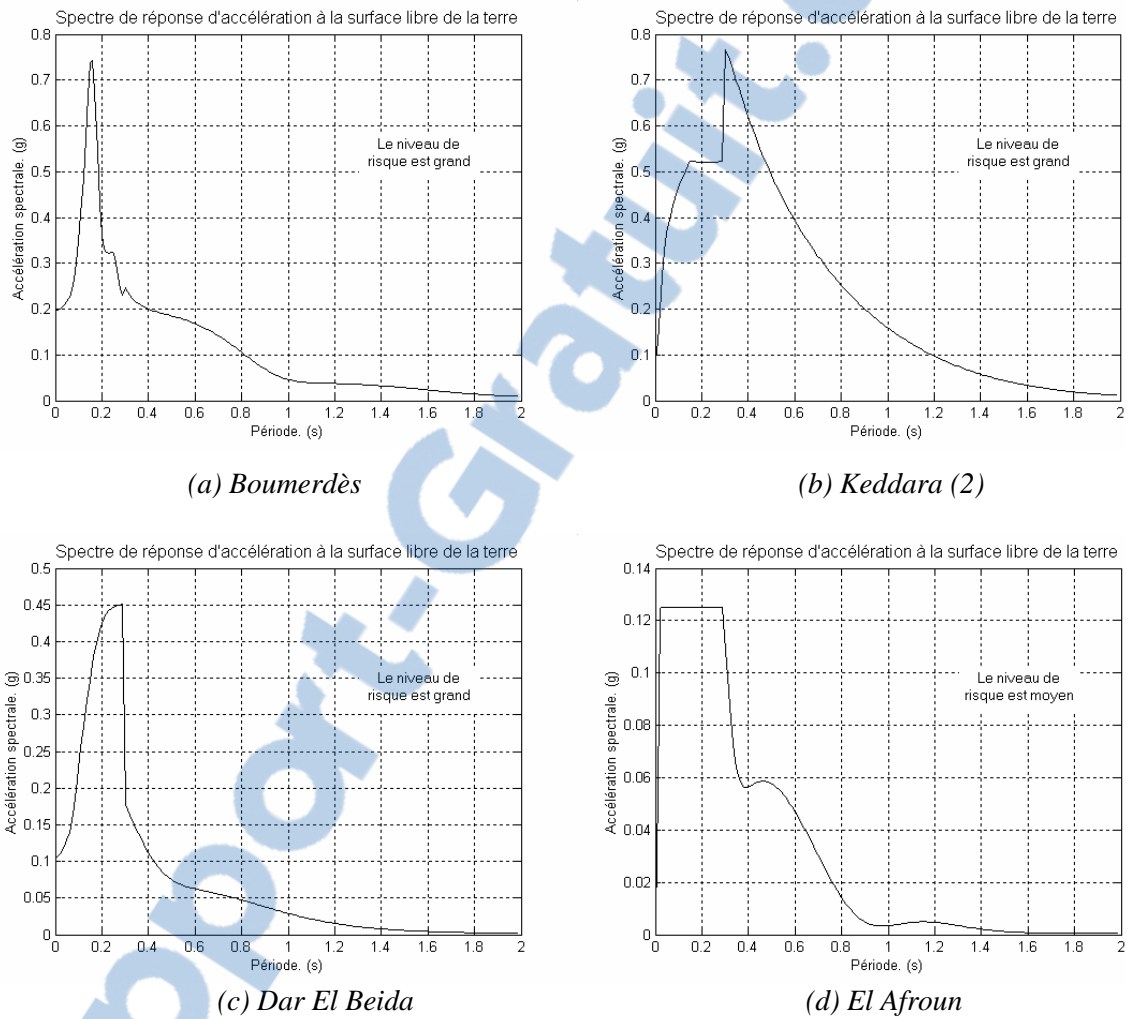 Spectre de réponse d'accélération à la surface libre de la terre
0.8
0.7
0.6
0.5
0.4
0.3
0.2
0.1
0
Accélération spectrale. (g)
Le niveau de
risque est grand
0 0.2 0.4 0.6 0.8 1 1.2 1.4 1.6 1.8 2
Période. (s)
(a) Boumerdès
Spectre de réponse d'accélération à la surface libre de la terre
0.8
0.7
0.6
0.5
0.4
0.3
0.2
0.1
0
Accélération spectrale. (g)
Le niveau de
risque est grand
0 0.2 0.4 0.6 0.8 1 1.2 1.4 1.6 1.8 2
Période. (s)
(b) Keddara (2)
Spectre de réponse d'accélération à la surface libre de la terre
0.5
0.45
0.4
0.35
0.3
0.25
0.2
0.15
0.1
0.05
0
Accélération spectrale. (g)
Le niveau de
risque est grand
0 0.2 0.4 0.6 0.8 1 1.2 1.4 1.6 1.8 2
Période. (s)
(c) Dar El Beida
Spectre de réponse d'accélération à la surface libre de la terre
0.14
0.12
0.1
0.08
0.06
0.04
0.02
0
Accélération spectrale. (g)
Le niveau de
risque est moyen
0 0.2 0.4 0.6 0.8 1 1.2 1.4 1.6 1.8 2
Période. (s)
(d) El Afroun
pport-Gratuit.c